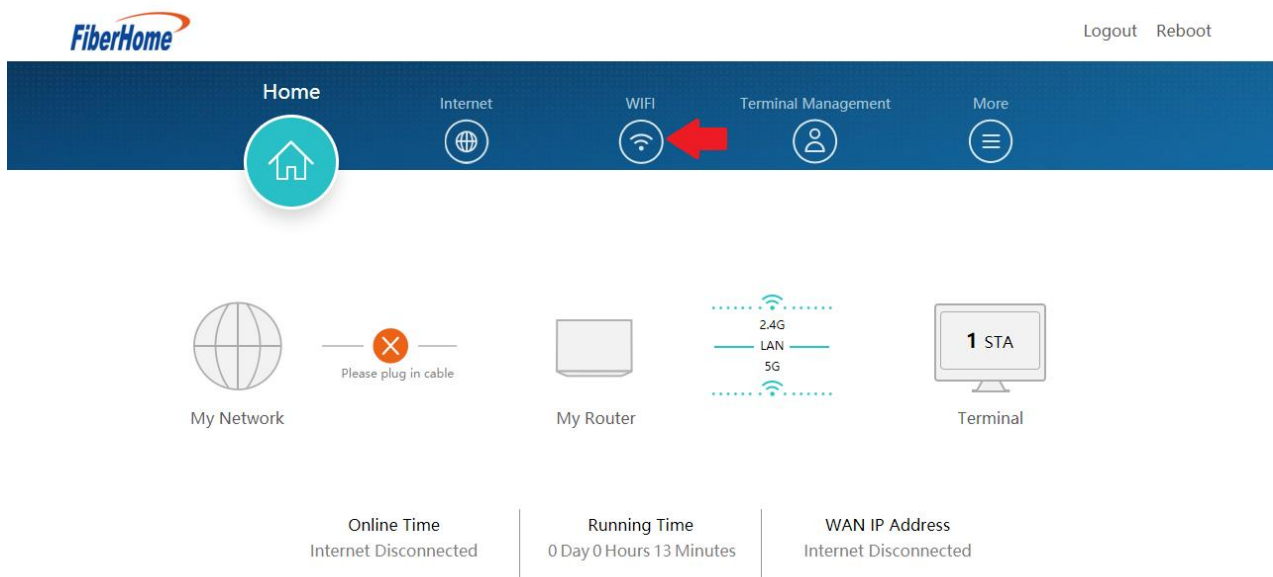 FiberHome
Logout Reboot
Home
Internet
WIFI
Terminal Management
More
2.4G
LAN
5G
1 STA
Please plug in cable
My Network
My Router
Terminal
Online Time
Internet Disconnected
Running Time
0 Day 0 Hours 13 Minutes
WAN IP Address
Internet Disconnected